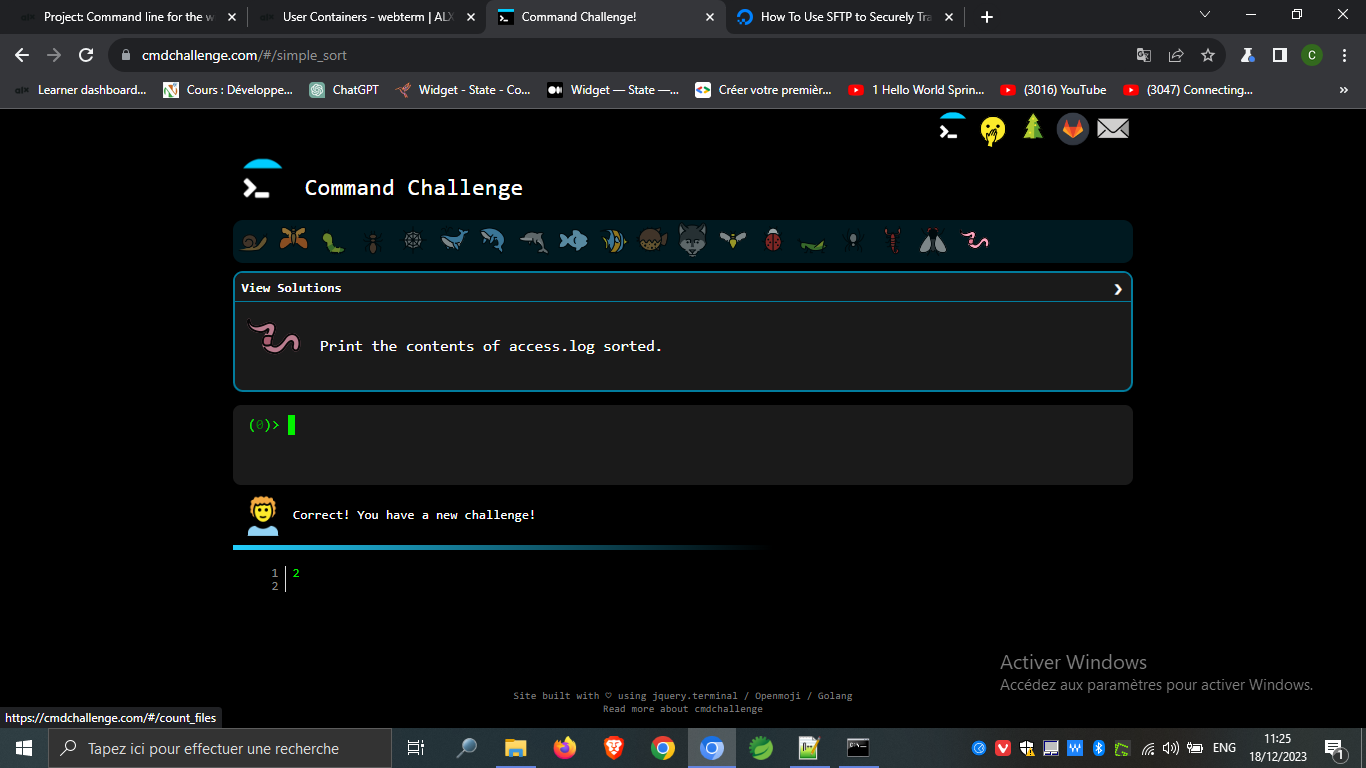 Project: Command line for the w
User Containers - webterm | ALX
Command Challenge!
How To Use SFTP to Securely Tra
cmdchallenge.com/#/simple_sort
C
Learner dashboard...
Cours : Développe...
ChatGPT
Widget - State - Co...
Widget — State —...
Créer votre premièr...
1 Hello World Sprin...
(3016) YouTube
(3047) Connecting...
»
Command Challenge
View Solutions
Print the contents of access.log sorted.
(0)>
Correct! You have a new challenge!
1 2
2
Activer Windows
Accédez aux paramètres pour activer Windows.
Site built with ♡ using jquery.terminal / Openmoji / Golang
Read more about cmdchallenge
https://cmdchallenge.com/#/count_files
Tapez ici pour effectuer une recherche
ENG
11:25
18/12/2023
1